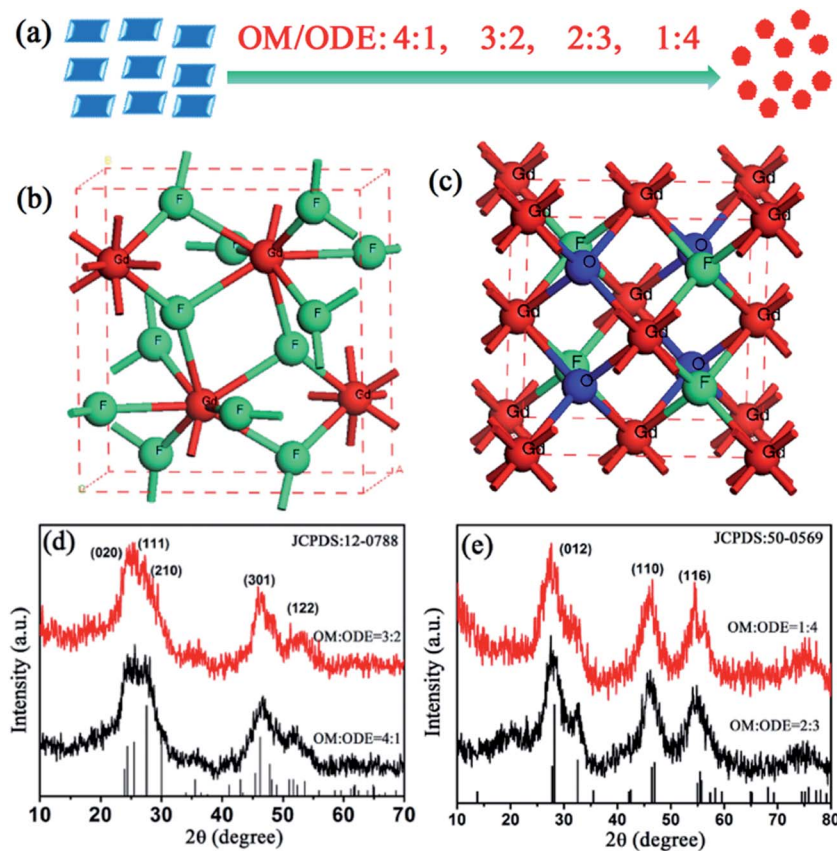 (a)
OM/ODE: 4:1, 3:2 2:3, 1:4
(b)
F
F
Gd
Gd
F
F
F
F
F
F
Gd
Gd
F
F
F
F
(c)
Gd
Gd
Gd
Gd
Gd
F
O
O
F
Gd
Gd
Gd
Gd
F
O
O
F
Gd
Gd
Gd
Gd
Gd
(d)
JCPDS:12-0788
(020)
(111)
(210)
(301)
(122)
OM:ODE=3:2
OM:ODE=4:1
Intensity (a.u.)
10 20 30 40 50 60 70
2θ (degree)
(e)
JCPDS:50-0569
(012)
(110)
(116)
OM:ODE=1:4
OM:ODE=2:3
Intensity (a.u.)
10 20 30 40 50 60 70 80
2θ (degree)